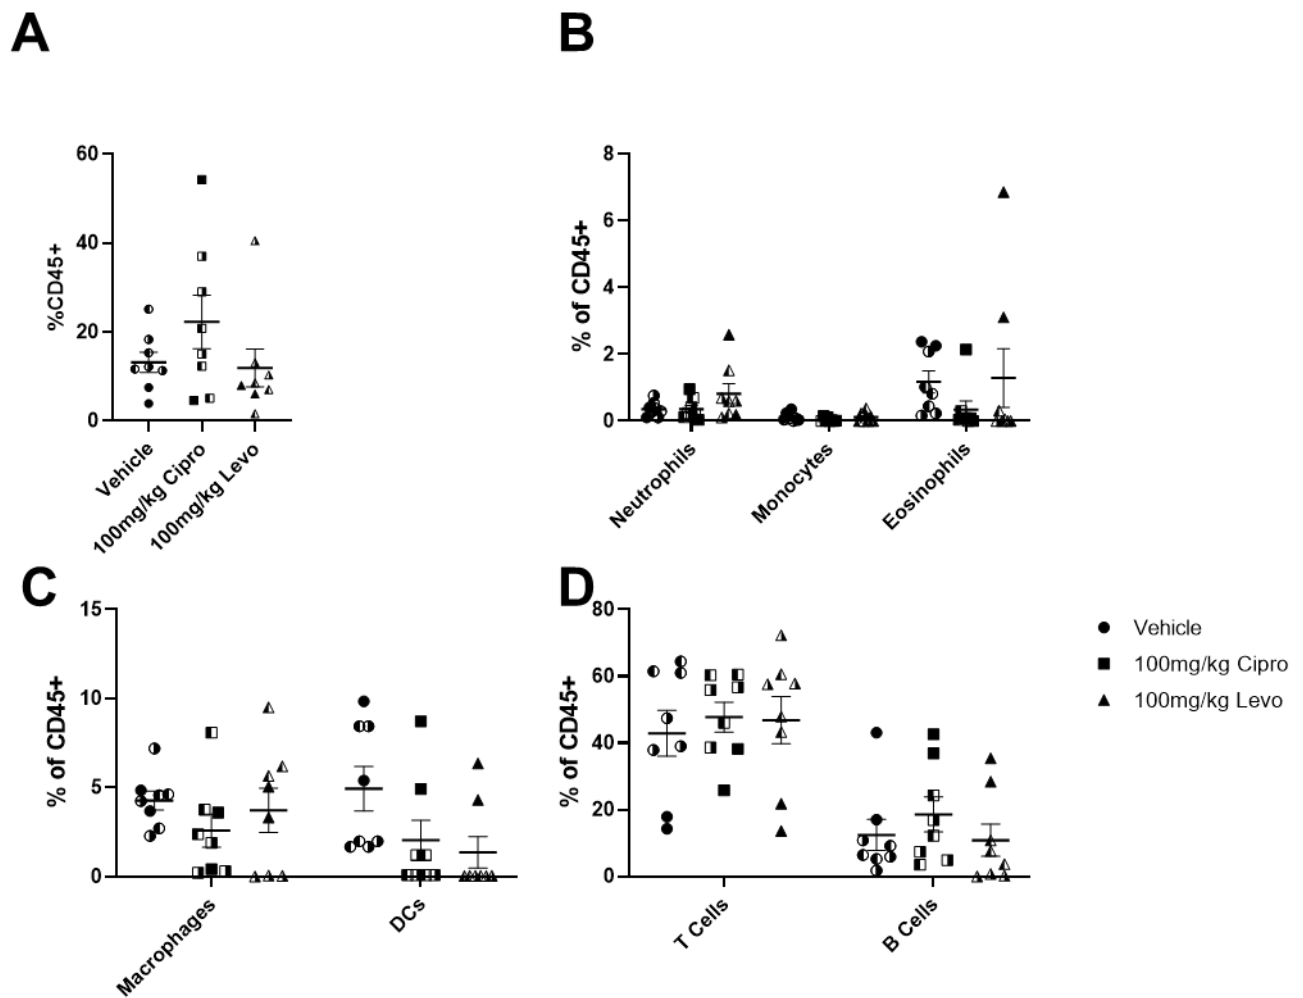 A
60
40
20
0
%CD45+
Vehicle
100mg/kg Cipro
100mg/kg Levo
B
8
6
4
2
0
% of CD45+
Neutrophils
Monocytes
Eosinophils
C
15
10
5
0
% of CD45+
Macrophages
DCs
D
80
60
40
20
0
% of CD45+
T Cells
B Cells
Vehicle
100mg/kg Cipro
100mg/kg Levo